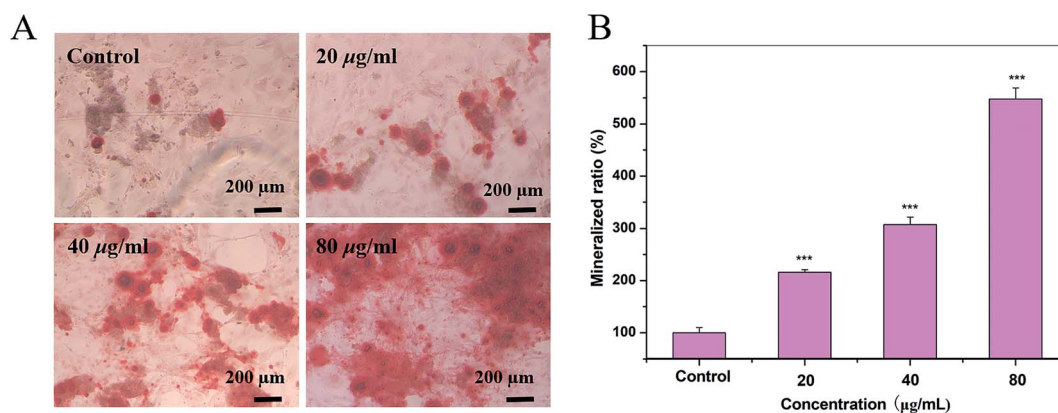 A
Control
200 µm
20 µg/ml
200 µm
40 µg/ml
200 µm
80 µg/ml
200 µm
B
Mineralized ratio (%)
600
550
500
400
300
200
100
***
***
***
Control
20
40
80
Concentration (µg/mL)